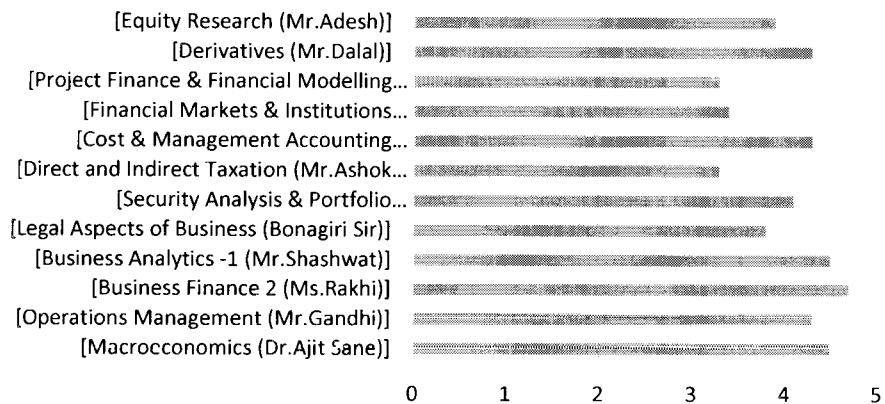 [Equity Research (Mr.Adesh)]
[Derivatives (Mr.Dalal)]
[Project Finance & Financial Modelling...
[Financial Markets & Institutions...
[Cost & Management Accounting...
[Direct and Indirect Taxation (Mr.Ashok...
[Security Analysis & Portfolio...
[Legal Aspects of Business (Bonagiri Sir)]
[Business Analytics -1 (Mr.Shashwat)]
[Business Finance 2 (Ms.Rakhi)]
[Operations Management (Mr.Gandhi)]
[Macrocconomics (Dr.Ajit Sane)]
0 1 2 3 4 5